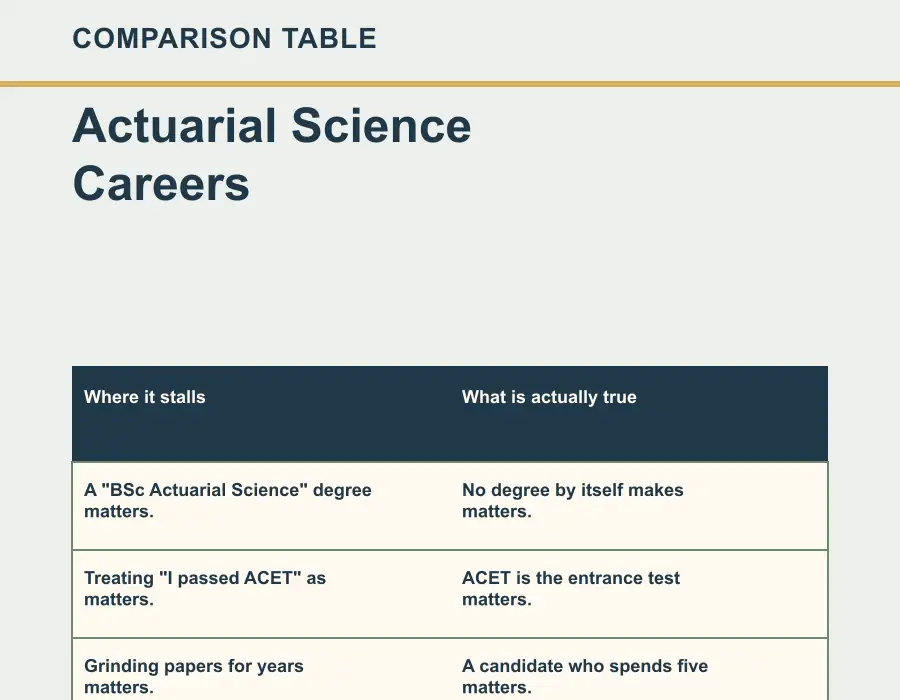 COMPARISON TABLE
Actuarial Science
Careers
Where it stalls
What is actually true
A "BSc Actuarial Science" degree
matters.
No degree by itself makes
matters.
Treating "I passed ACET" as
matters.
ACET is the entrance test
matters.
Grinding papers for years
matters.
A candidate who spends five
matters.